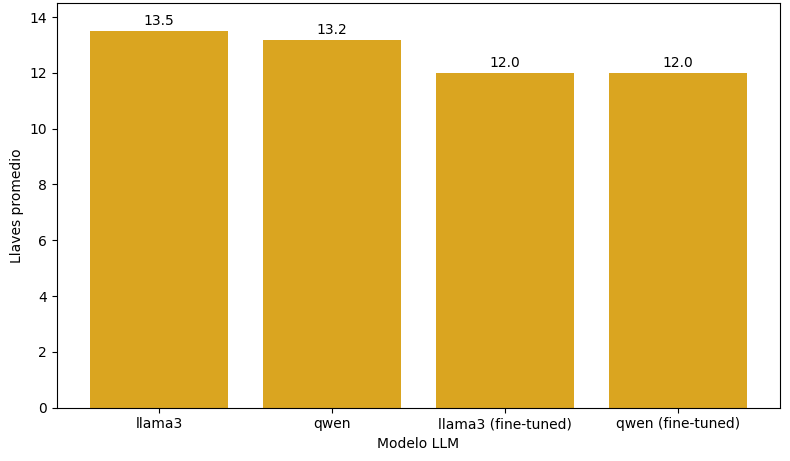 14
12
10
8
6
4
2
0
Llaves promedio
13.5
13.2
12.0
12.0
llama3
qwen
llama3 (fine-tuned)
qwen (fine-tuned)
Modelo LLM